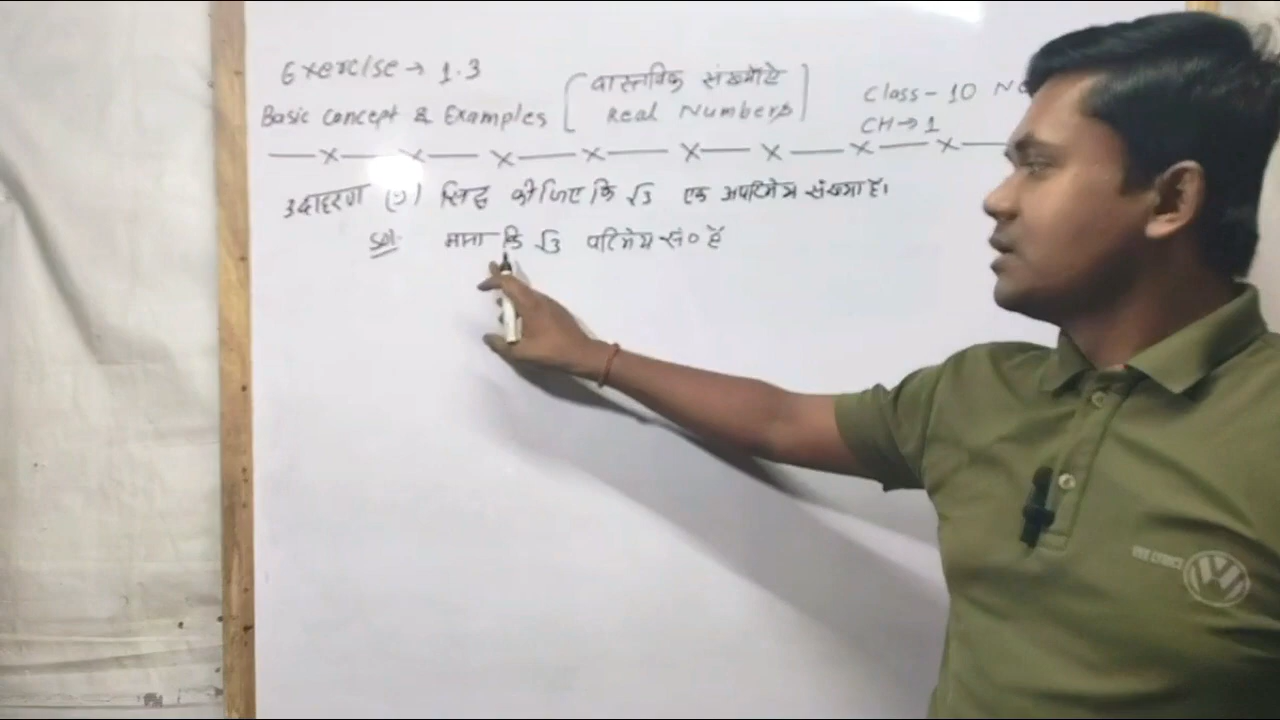 Exercise → 1.3
Basic Concept & Examples
[वास्तविक संख्याऐ
Real Numbers]
Class - 10
CH → 1
उदाहरण (9) सिद्ध कीजिए कि √3 एक अपरिमेय संख्या है।
Sol: माना कि √3 परिमेय सं० है